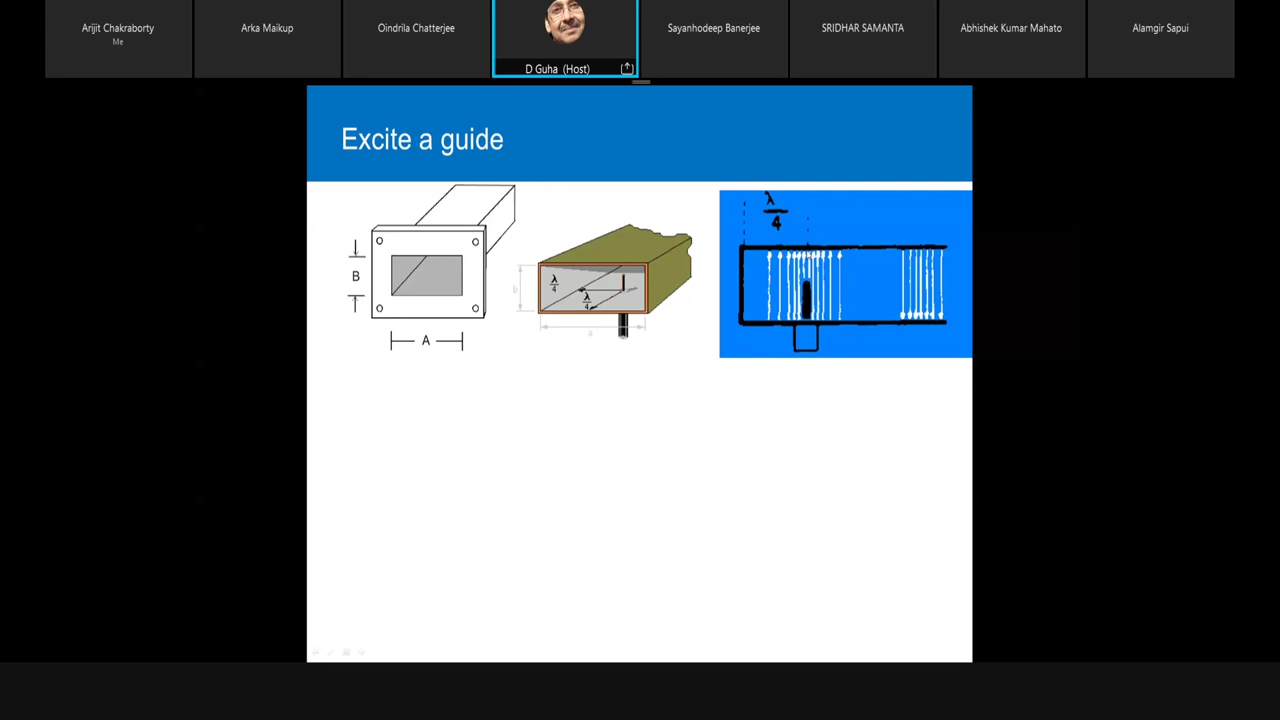 Arijit Chakraborty
Me
Arka Maikup
Oindrila Chatterjee
D Guha (Host)
Sayanhodeep Banerjee
SRIDHAR SAMANTA
Abhishek Kumar Mahato
Alamgir Sapui
Excite a guide
B
A
b
λ
4
λ
4
a
λ
4